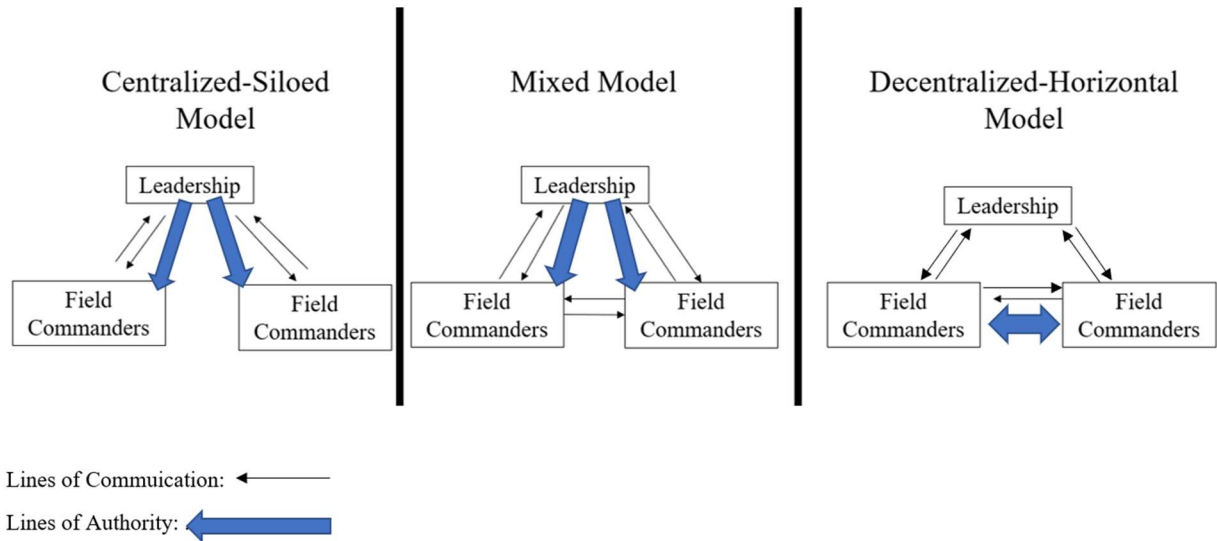 Centralized-Siloed
Model
Leadership
Field
Commanders
Field
Commanders
Mixed Model
Leadership
Field
Commanders
Field
Commanders
Decentralized-Horizontal
Model
Leadership
Field
Commanders
Field
Commanders
Lines of Commuication:
Lines of Authority: